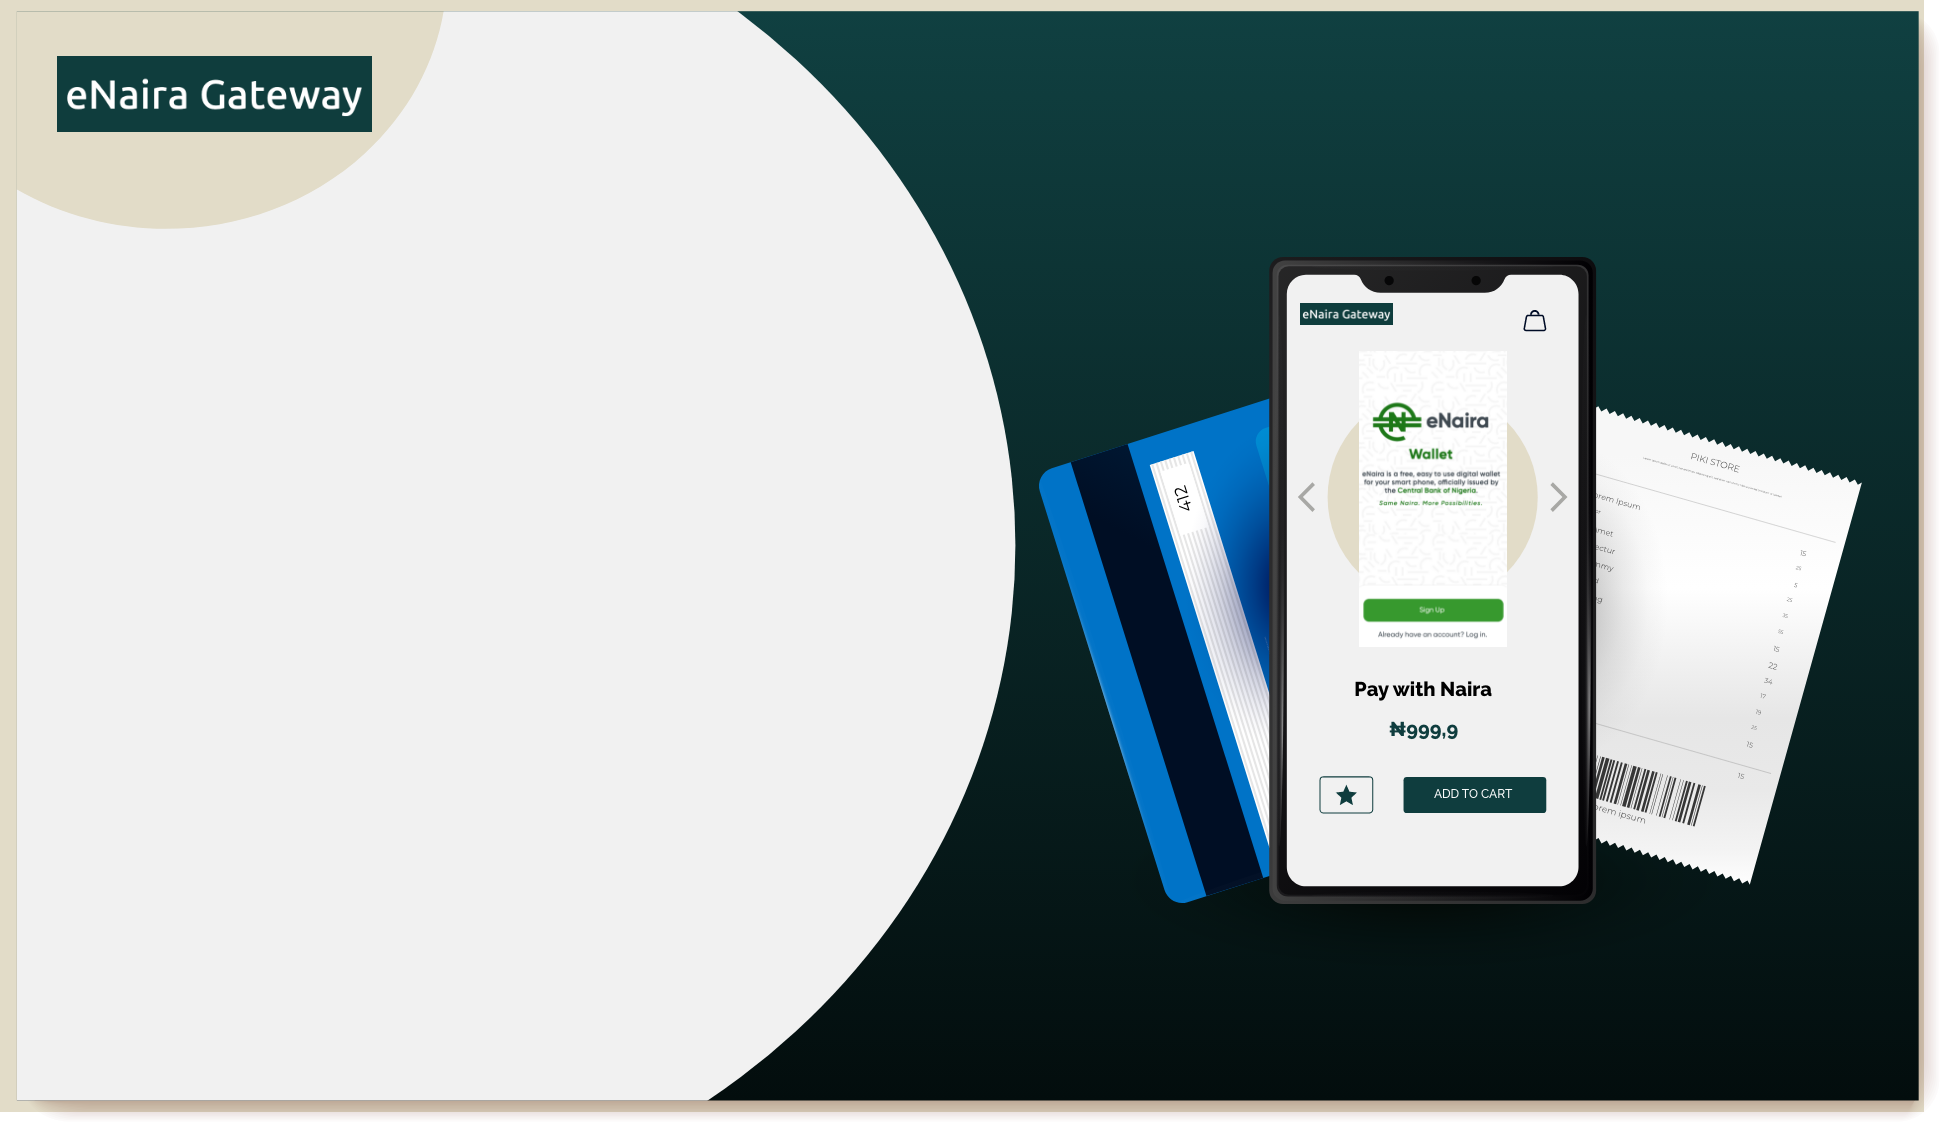 eNaira Gateway
eNaira Gateway
eNaira
Wallet
eNaira is a free, easy to use digital wallet
for your smart phone, officially issued by
the Central Bank of Nigeria.
Same Naira. More Possibilities.
Sign Up
Already have an account? Log in.
Pay with Naira
₦999,9
ADD TO CART
412
PIKI STORE
orem Ipsum
met
ectur
mmy
15
25
5
25
15
22
34
17
19
25
15
15
orem Ipsum